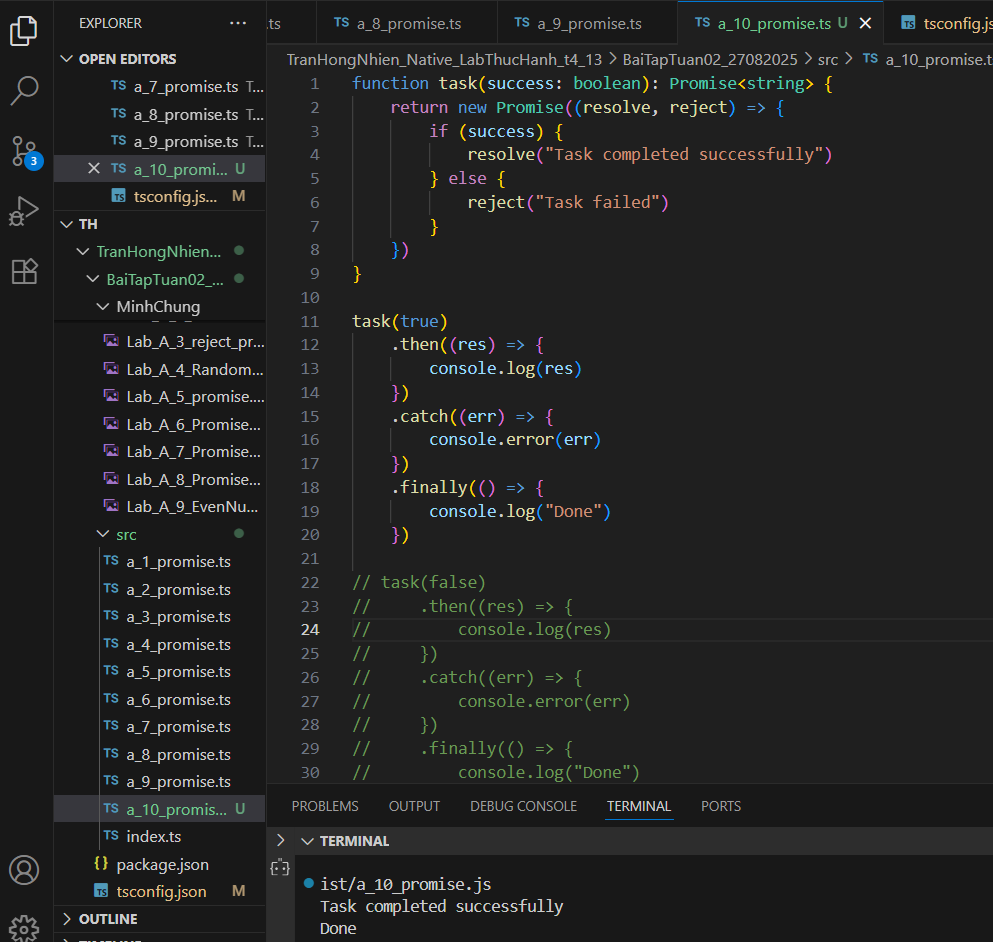 EXPLORER ...
OPEN EDITORS
TS a_7_promise.ts T...
TS a_8_promise.ts T...
TS a_9_promise.ts T...
TS a_10_promi... U
TS tsconfig.js... M
TH
TranHongNhien...
BaiTapTuan02_...
MinhChung
Lab_A_3_reject_pr...
Lab_A_4_Random...
Lab_A_5_promise....
Lab_A_6_Promise...
Lab_A_7_Promise...
Lab_A_8_Promise...
Lab_A_9_EvenNu...
src
TS a_1_promise.ts
TS a_2_promise.ts
TS a_3_promise.ts
TS a_4_promise.ts
TS a_5_promise.ts
TS a_6_promise.ts
TS a_7_promise.ts
TS a_8_promise.ts
TS a_9_promise.ts
TS a_10_promis... U
TS index.ts
{} package.json
TS tsconfig.json M
OUTLINE
3
.ts TS a_8_promise.ts TS a_9_promise.ts TS a_10_promise.ts U TS tsconfig.js
TranHongNhien_Native_LabThucHanh_t4_13 > BaiTapTuan02_27082025 > src > TS a_10_promise.t
1 function task(success: boolean): Promise<string> {
2 return new Promise((resolve, reject) => {
3 if (success) {
4 resolve("Task completed successfully")
5 } else {
6 reject("Task failed")
7 }
8 })
9 }
10
11 task(true)
12 .then((res) => {
13 console.log(res)
14 })
15 .catch((err) => {
16 console.error(err)
17 })
18 .finally(() => {
19 console.log("Done")
20 })
21
22 // task(false)
23 // .then((res) => {
24 // console.log(res)
25 // })
26 // .catch((err) => {
27 // console.error(err)
28 // })
29 // .finally(() => {
30 // console.log("Done")
PROBLEMS OUTPUT DEBUG CONSOLE TERMINAL PORTS
TERMINAL
ist/a_10_promise.js
Task completed successfully
Done